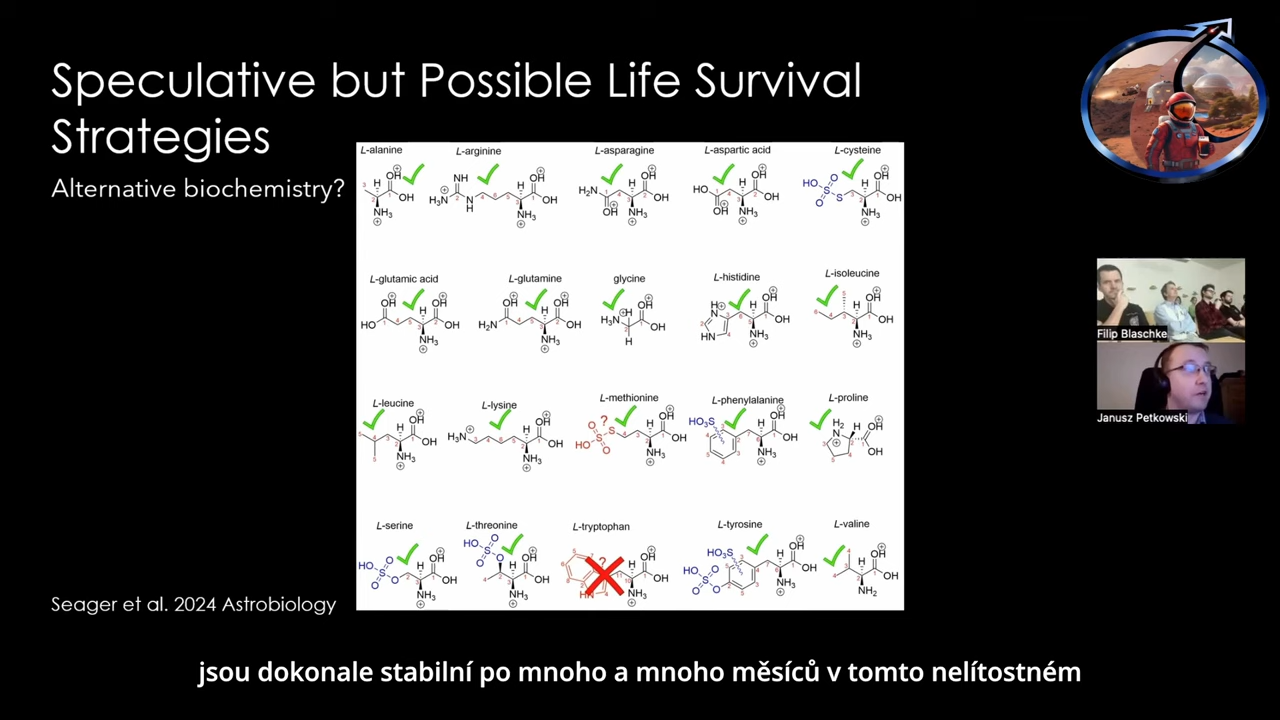 Speculative but Possible Life Survival
Strategies
Alternative biochemistry?
L-alanine L-arginine L-asparagine L-aspartic acid L-cysteine
L-glutamic acid L-glutamine glycine L-histidine L-isoleucine
L-leucine L-lysine L-methionine L-phenylalanine L-proline
L-serine L-threonine L-tryptophan L-tyrosine L-valine
Seager et al. 2024 Astrobiology
Filip Blaschke
Janusz Petkowski
jsou dokonale stabilní po mnoho a mnoho měsíců v tomto nelítostném